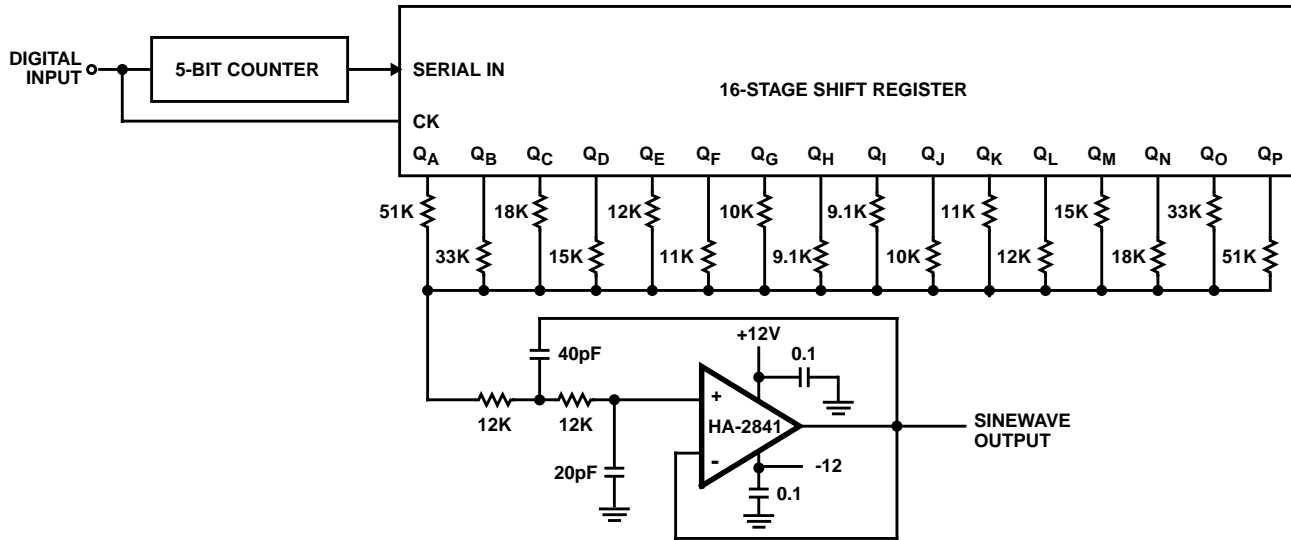 DIGITAL
INPUT
5-BIT COUNTER
SERIAL IN
16-STAGE SHIFT REGISTER
CK
QA QB QC QD QE QF QG QH QI QJ QK QL QM QN QO QP
51K 18K 12K 10K 9.1K 11K 15K 33K
33K 15K 11K 9.1K 10K 12K 18K 51K
+12V
40pF
0.1
12K 12K
+
HA-2841
-
SINEWAVE
OUTPUT
20pF
-12
0.1